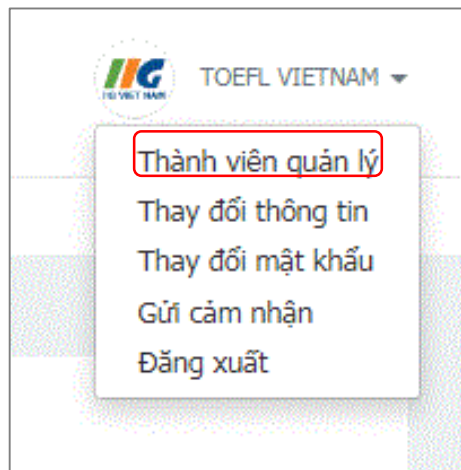 IIG VIET NAM
TOEFL VIETNAM
Thành viên quản lý
Thay đổi thông tin
Thay đổi mật khẩu
Gửi cảm nhận
Đăng xuất